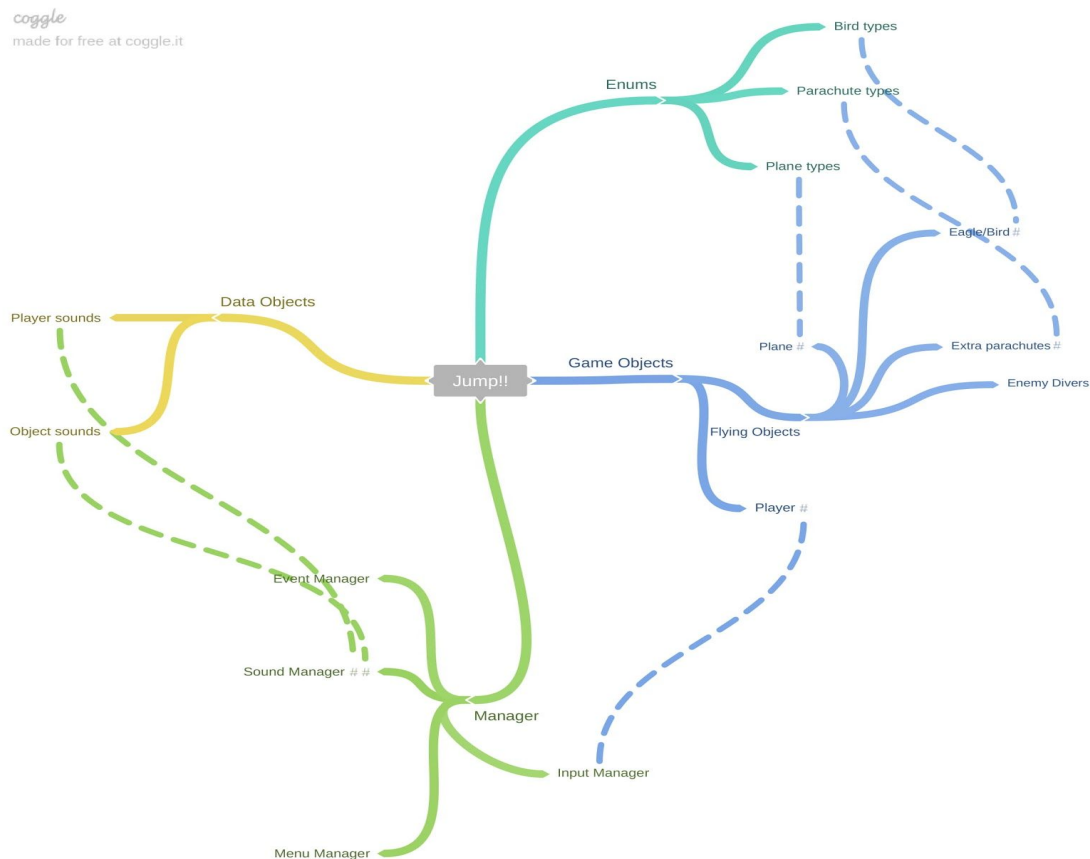 coggle
made for free at coggle.it
Bird types
Enums
Parachute types
Plane types
Eagle/Bird #
Data Objects
Player sounds
Plane #
Extra parachutes #
Game Objects
Jump!!
Enemy Divers
Object sounds
Flying Objects
Player #
Event Manager
Sound Manager # #
Manager
Input Manager
Menu Manager